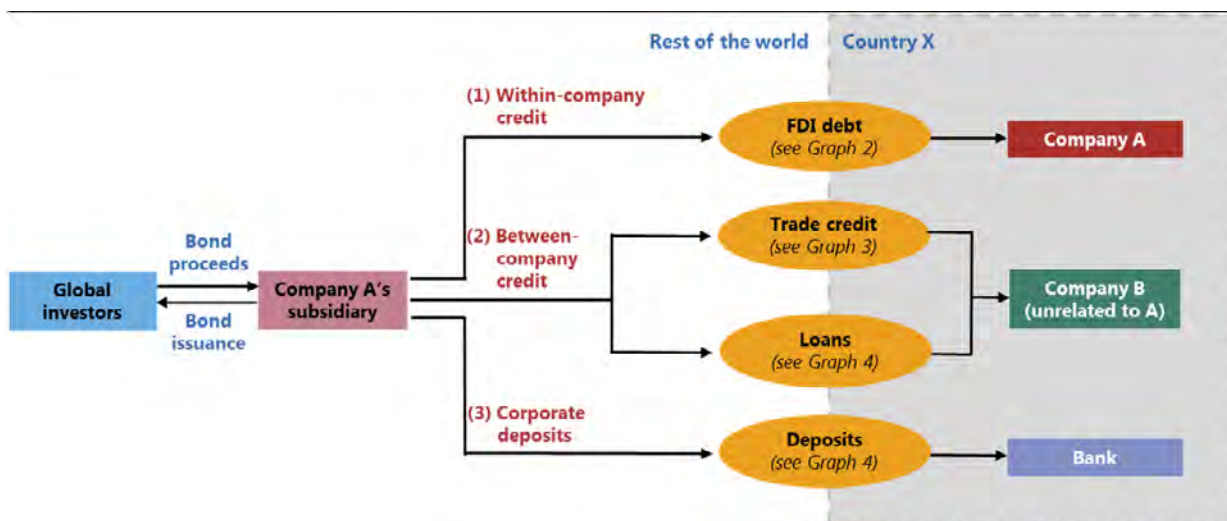 Rest of the world
Country X
(1) Within-company
credit
FDI debt
(see Graph 2)
Company A
Trade credit
(see Graph 3)
(2) Between-
company
credit
Bond
proceeds
Global
investors
Company A's
subsidiary
Company B
(unrelated to A)
Bond
issuance
Loans
(see Graph 4)
(3) Corporate
deposits
Deposits
(see Graph 4)
Bank